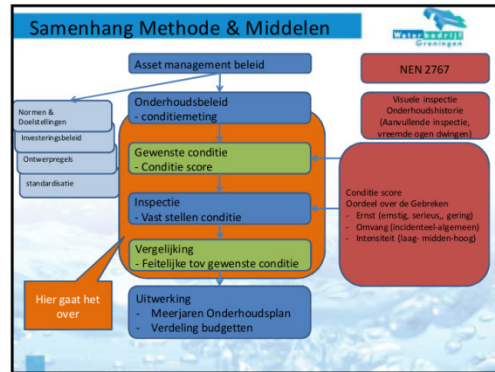 Samenhang Methode & Middelen
Waterbedrijf
Groningen
Asset management beleid
NEN 2767
Normen &
Doelstellingen
Investeringsbeleid
Ontwerpregels
standardisatie
Onderhoudsbeleid
- conditiemeting
Visuele inspectie
Onderhoudshistorie
(Aanvullende inspectie,
vreemde ogen dwingen)
Gewenste conditie
- Conditie score
Inspectie
- Vast stellen conditie
Conditie score
Oordeel over de Gebreken
- Ernst (ernstig, serieus,, gering)
- Omvang (incidenteel-algemeen)
- Intensiteit (laag- midden-hoog)
Vergelijking
- Feitelijke tov gewenste conditie
Hier gaat het
over
Uitwerking
- Meerjaren Onderhoudsplan
- Verdeling budgetten